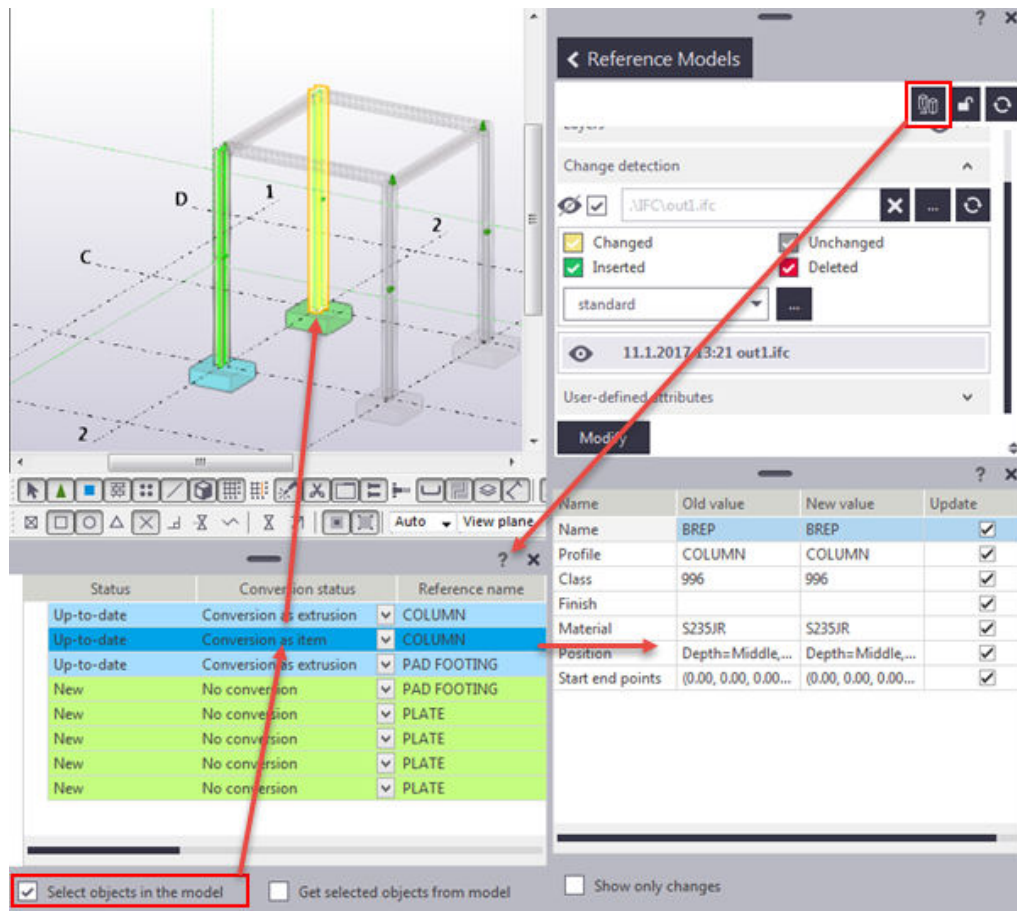 ? ×
Reference Models
Layers
Change detection
.\IFC\out1.ifc
...
Changed
Unchanged
Inserted
Deleted
standard
...
11.1.2017 13:21 out1.ifc
User-defined attributes
Modify
D
1
2
C
2
Auto
View plane
? ×
Status
Conversion status
Reference name
Up-to-date Conversion as extrusion COLUMN
Up-to-date Conversion as item COLUMN
Up-to-date Conversion as extrusion PAD FOOTING
New No conversion PAD FOOTING
New No conversion PLATE
New No conversion PLATE
New No conversion PLATE
New No conversion PLATE
Select objects in the model
Get selected objects from model
? ×
Name Old value New value Update
Name BREP BREP
Profile COLUMN COLUMN
Class 996 996
Finish
Material S235JR S235JR
Position Depth=Middle,... Depth=Middle,...
Start end points (0.00, 0.00, 0.00... (0.00, 0.00, 0.00...
Show only changes